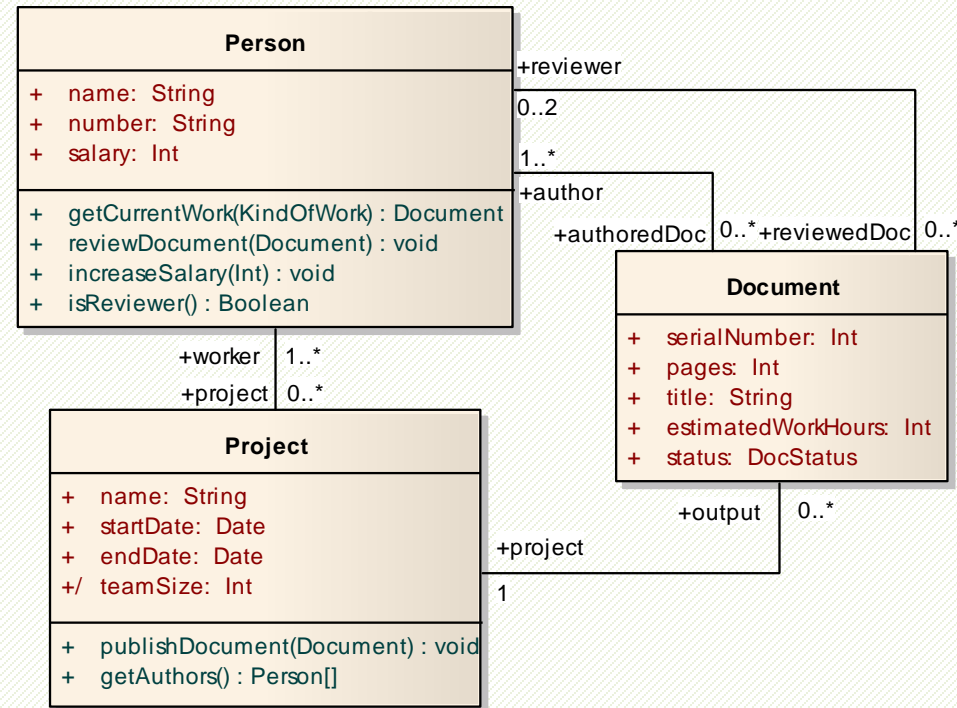 Person
+ name: String
+ number: String
+ salary: Int
+ getCurrentWork(KindOfWork) : Document
+ reviewDocument(Document) : void
+ increaseSalary(Int) : void
+ isReviewer() : Boolean
+reviewer
0..2
1..*
+author
+authoredDoc 0..* +reviewedDoc 0..*
Document
+ serialNumber: Int
+ pages: Int
+ title: String
+ estimatedWorkHours: Int
+ status: DocStatus
+worker 1..*
+project 0..*
Project
+ name: String
+ startDate: Date
+ endDate: Date
+/ teamSize: Int
+ publishDocument(Document) : void
+ getAuthors() : Person[]
+output 0..*
+project
1